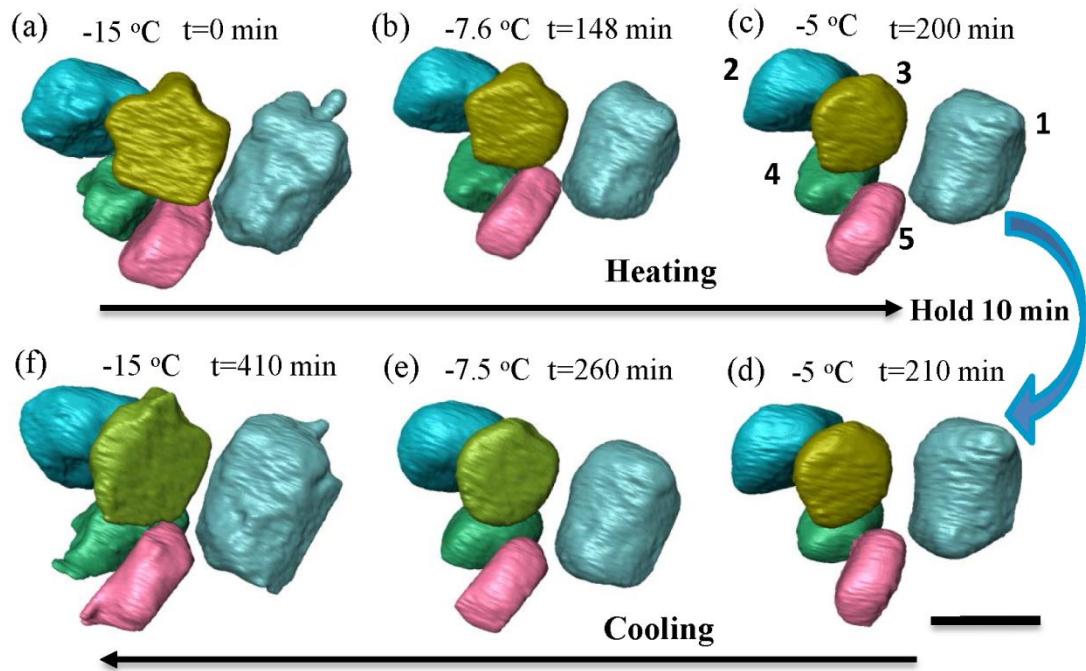 (a) -15 °C t=0 min
(b) -7.6 °C t=148 min
(c) -5 °C t=200 min
2
3
1
4
5
Heating
Hold 10 min
(f) -15 °C t=410 min
(e) -7.5 °C t=260 min
(d) -5 °C t=210 min
Cooling